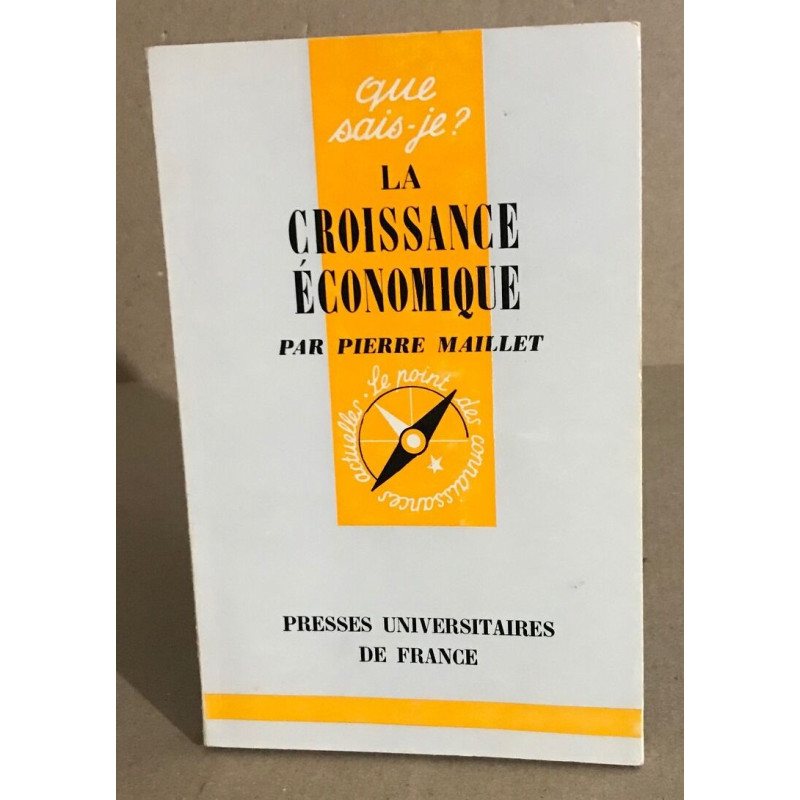 que
sais-je?
LA
CROISSANCE
ÉCONOMIQUE
PAR PIERRE MAILLET
Le point des connaissances actuelles.
PRESSES UNIVERSITAIRES
DE FRANCE